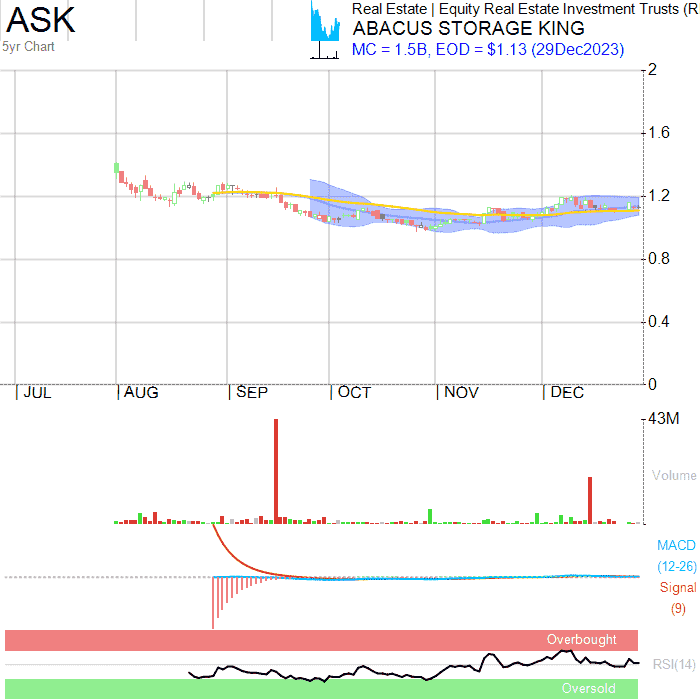 ASK
5yr Chart
Real Estate | Equity Real Estate Investment Trusts (R
ABACUS STORAGE KING
MC = 1.5B, EOD = $1.13 (29Dec2023)
2
1.6
1.2
0.8
0.4
0
| JUL | AUG | SEP | OCT | NOV | DEC
43M
Volume
MACD
(12-26)
Signal
(9)
Overbought
RSI(14)
Oversold